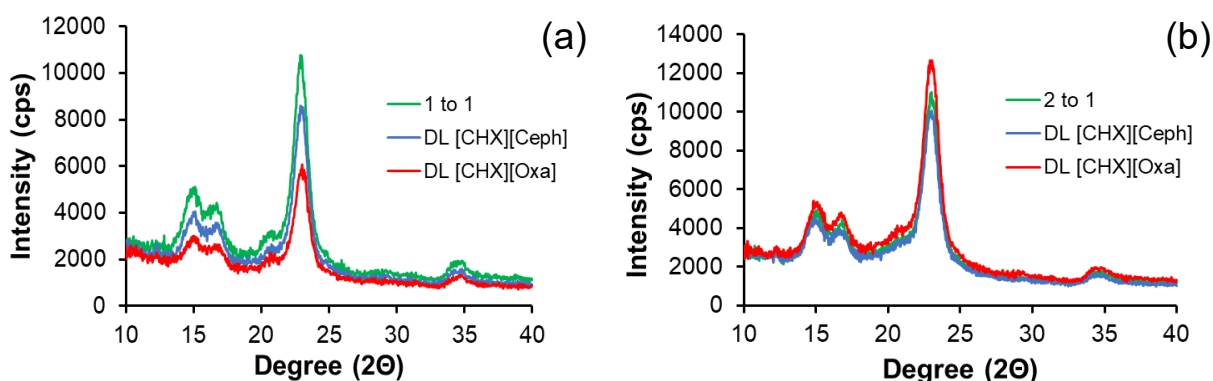 (a)
Intensity (cps)
12000
10000
8000
6000
4000
2000
0
10 15 20 25 30 35 40
Degree (2Θ)
1 to 1
DL [CHX][Ceph]
DL [CHX][Oxa]
(b)
Intensity (cps)
14000
12000
10000
8000
6000
4000
2000
0
10 15 20 25 30 35 40
Degree (2Θ)
2 to 1
DL [CHX][Ceph]
DL [CHX][Oxa]